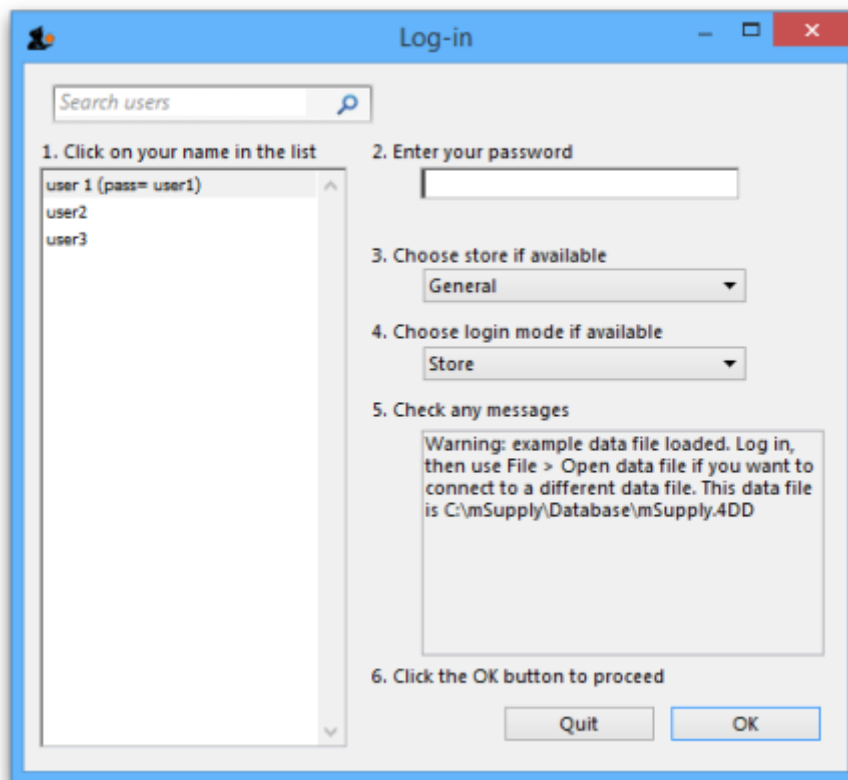 Log-in
Search users
1. Click on your name in the list
user 1 (pass= user1)
user2
user3
2. Enter your password
3. Choose store if available
General
4. Choose login mode if available
Store
5. Check any messages
Warning: example data file loaded. Log in,
then use File > Open data file if you want to
connect to a different data file. This data file
is C:\mSupply\Database\mSupply.4DD
6. Click the OK button to proceed
Quit
OK